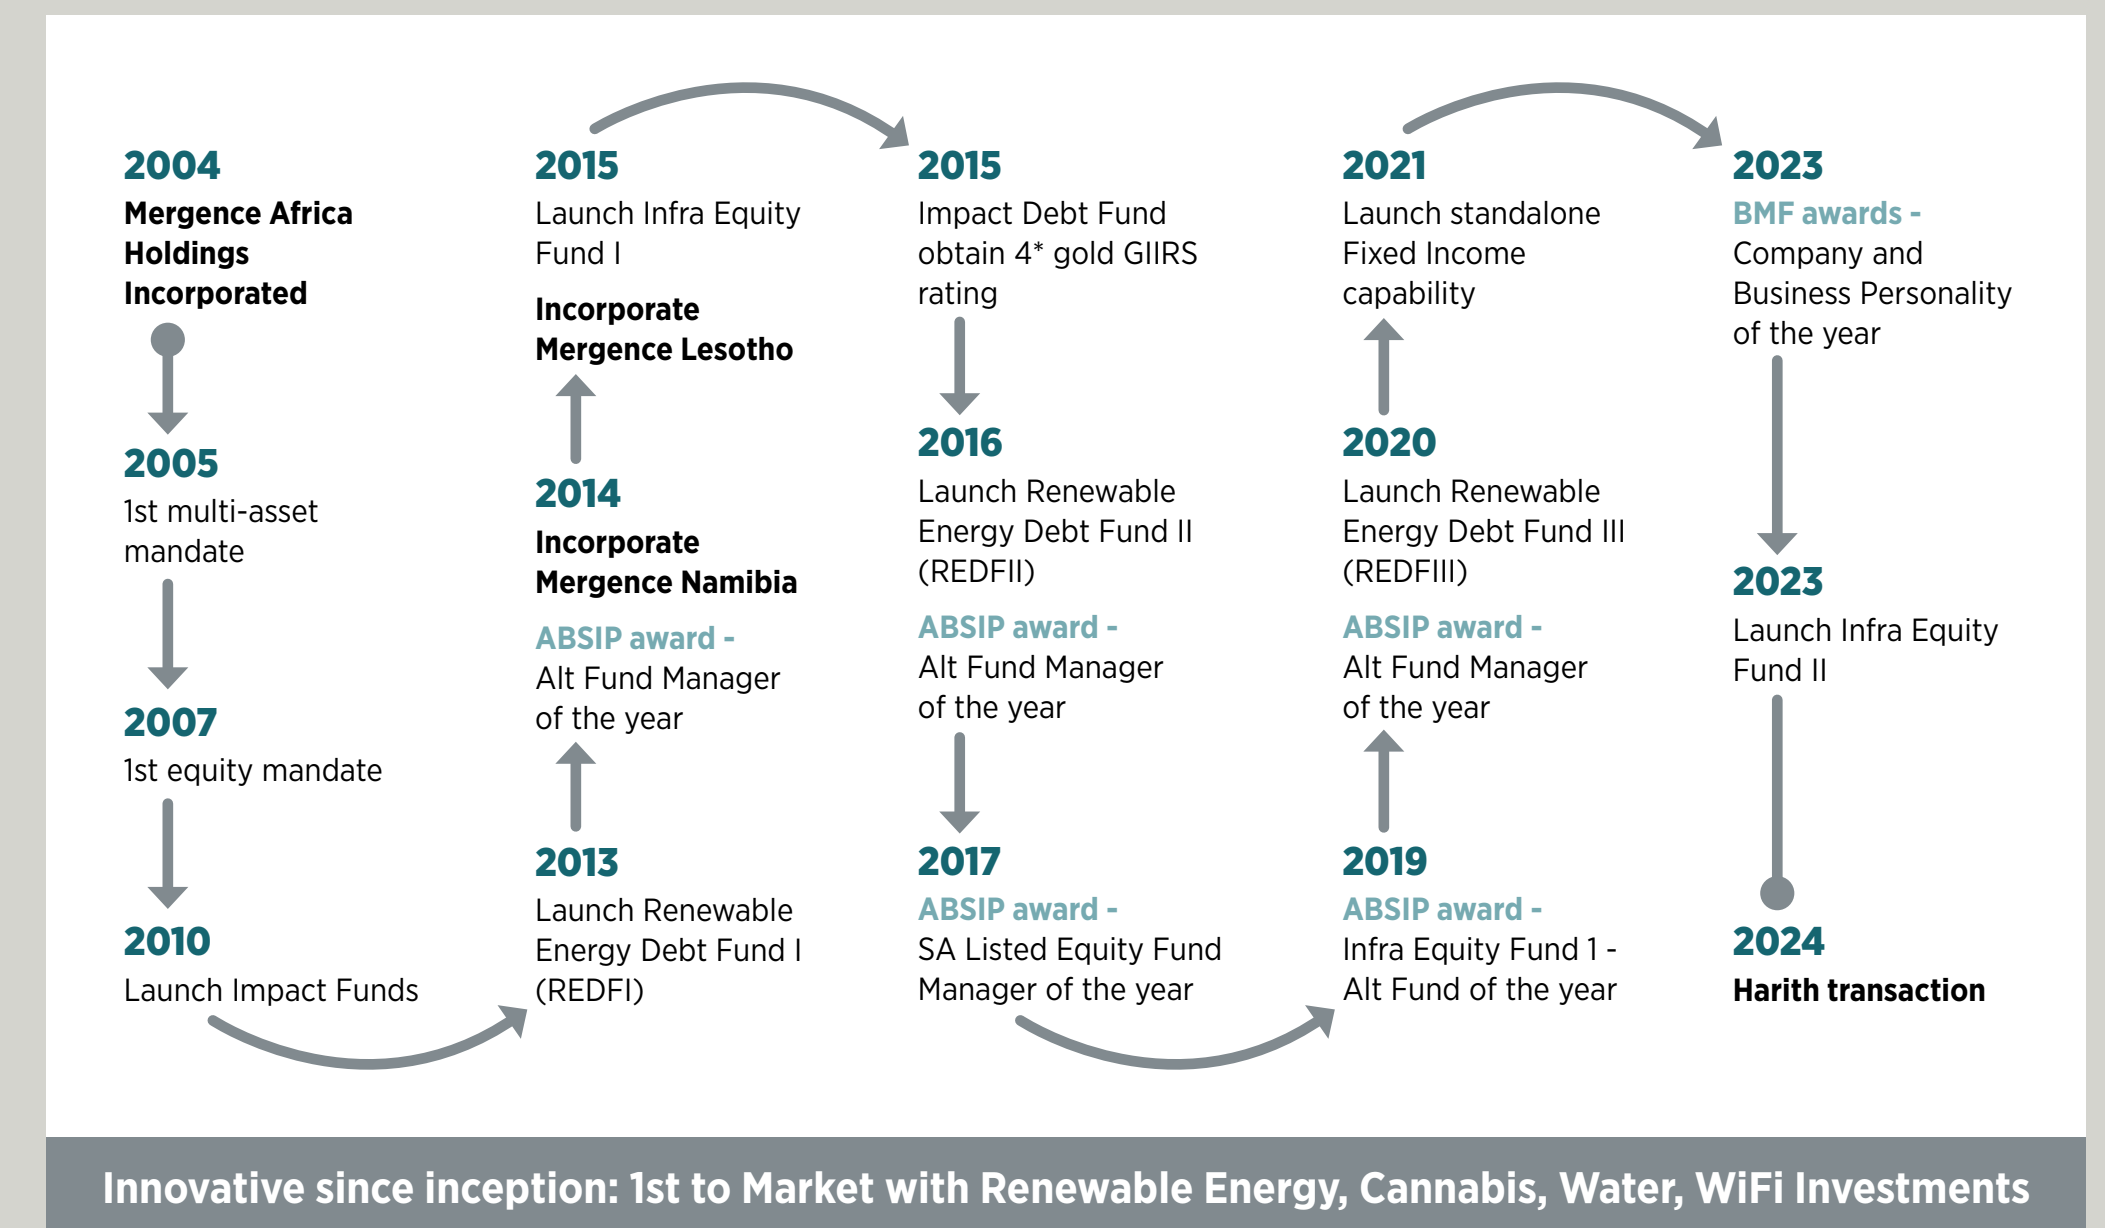 2004
Mergence Africa
Holdings
Incorporated
2005
1st multi-asset
mandate
2007
1st equity mandate
2010
Launch Impact Funds
2013
Launch Renewable
Energy Debt Fund I
(REDFI)
2014
Incorporate
Mergence Namibia
ABSIP award -
Alt Fund Manager
of the year
2015
Launch Infra Equity
Fund I
Incorporate
Mergence Lesotho
2015
Impact Debt Fund
obtain 4* gold GIIRS
rating
2016
Launch Renewable
Energy Debt Fund II
(REDFII)
ABSIP award -
Alt Fund Manager
of the year
2017
ABSIP award -
SA Listed Equity Fund
Manager of the year
2019
ABSIP award -
Infra Equity Fund 1 -
Alt Fund of the year
2020
Launch Renewable
Energy Debt Fund III
(REDFIII)
ABSIP award -
Alt Fund Manager
of the year
2021
Launch standalone
Fixed Income
capability
2023
BMF awards -
Company and
Business Personality
of the year
2023
Launch Infra Equity
Fund II
2024
Harith transaction
Innovative since inception: 1st to Market with Renewable Energy, Cannabis, Water, WiFi Investments